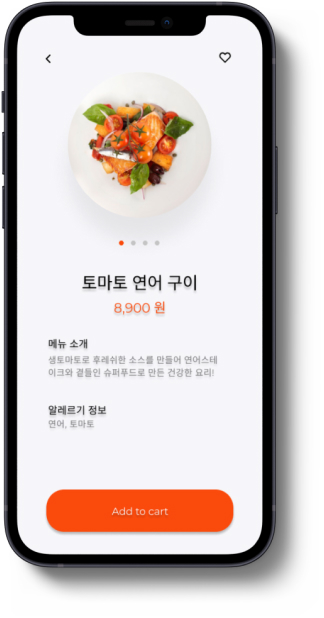 토마토 연어 구이
8,900 원
메뉴 소개
생토마토로 후레쉬한 소스를 만들어 연어스테
이크와 곁들인 슈퍼푸드로 만든 건강한 요리!
알레르기 정보
연어, 토마토
Add to cart